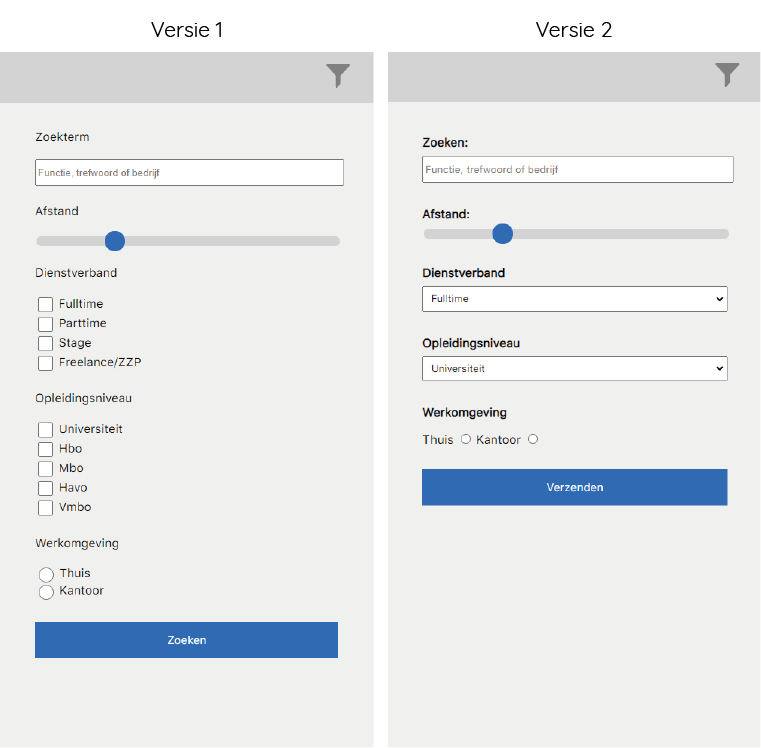 Versie 1
Zoekterm
Functie, trefwoord of bedrijf
Afstand
Dienstverband
Fulltime
Parttime
Stage
Freelance/ZZP
Opleidingsniveau
Universiteit
Hbo
Mbo
Havo
Vmbo
Werkomgeving
Thuis
Kantoor
Zoeken
Versie 2
Zoeken:
Functie, trefwoord of bedrijf
Afstand:
Dienstverband
Fulltime
Opleidingsniveau
Universiteit
Werkomgeving
Thuis Kantoor
Verzenden